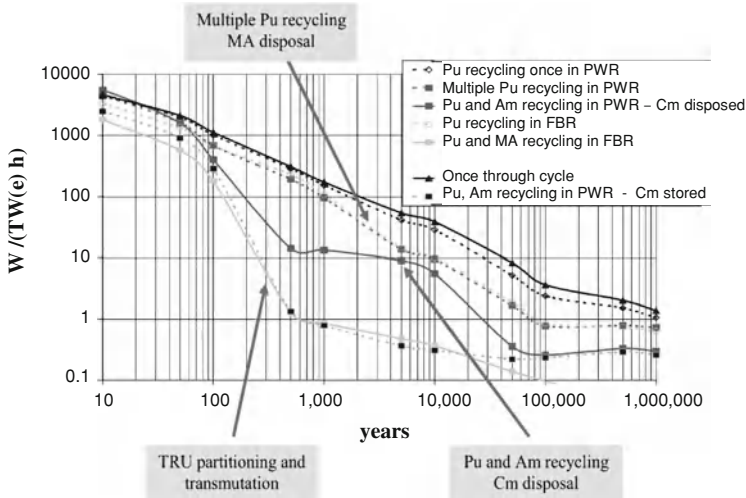 Multiple Pu recycling
MA disposal
Pu recycling once in PWR
Multiple Pu recycling in PWR
Pu and Am recycling in PWR – Cm disposed
Pu recycling in FBR
Pu and MA recycling in FBR
Once through cycle
Pu, Am recycling in PWR - Cm stored
W /(TW(e) h)
10000
1000
100
10
1
0.1
10
100
1,000
10,000
100,000
1,000,000
years
TRU partitioning and
transmutation
Pu and Am recycling
Cm disposal